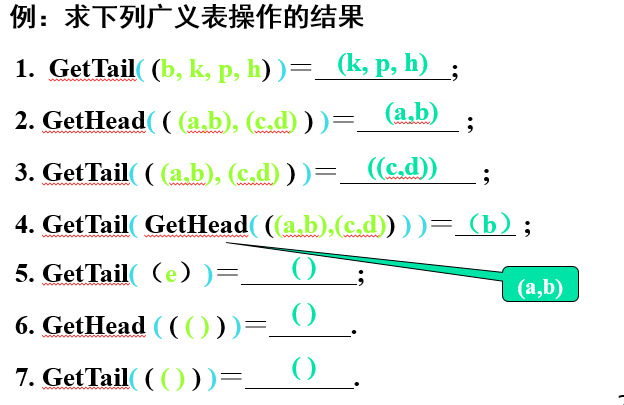 例：求下列广义表操作的结果
1. GetTail( (b, k, p, h) )＝ (k, p, h) ;
2. GetHead( ( (a,b), (c,d) ) )＝ (a,b) ;
3. GetTail( ( (a,b), (c,d) ) )＝ ((c,d)) ;
4. GetTail( GetHead( ((a,b),(c,d)) ) )＝（b）;
5. GetTail(（e）)＝ ( ) ;
(a,b)
6. GetHead ( ( ( ) ) )＝ ( ) .
7. GetTail( ( ( ) ) )＝ ( ) .